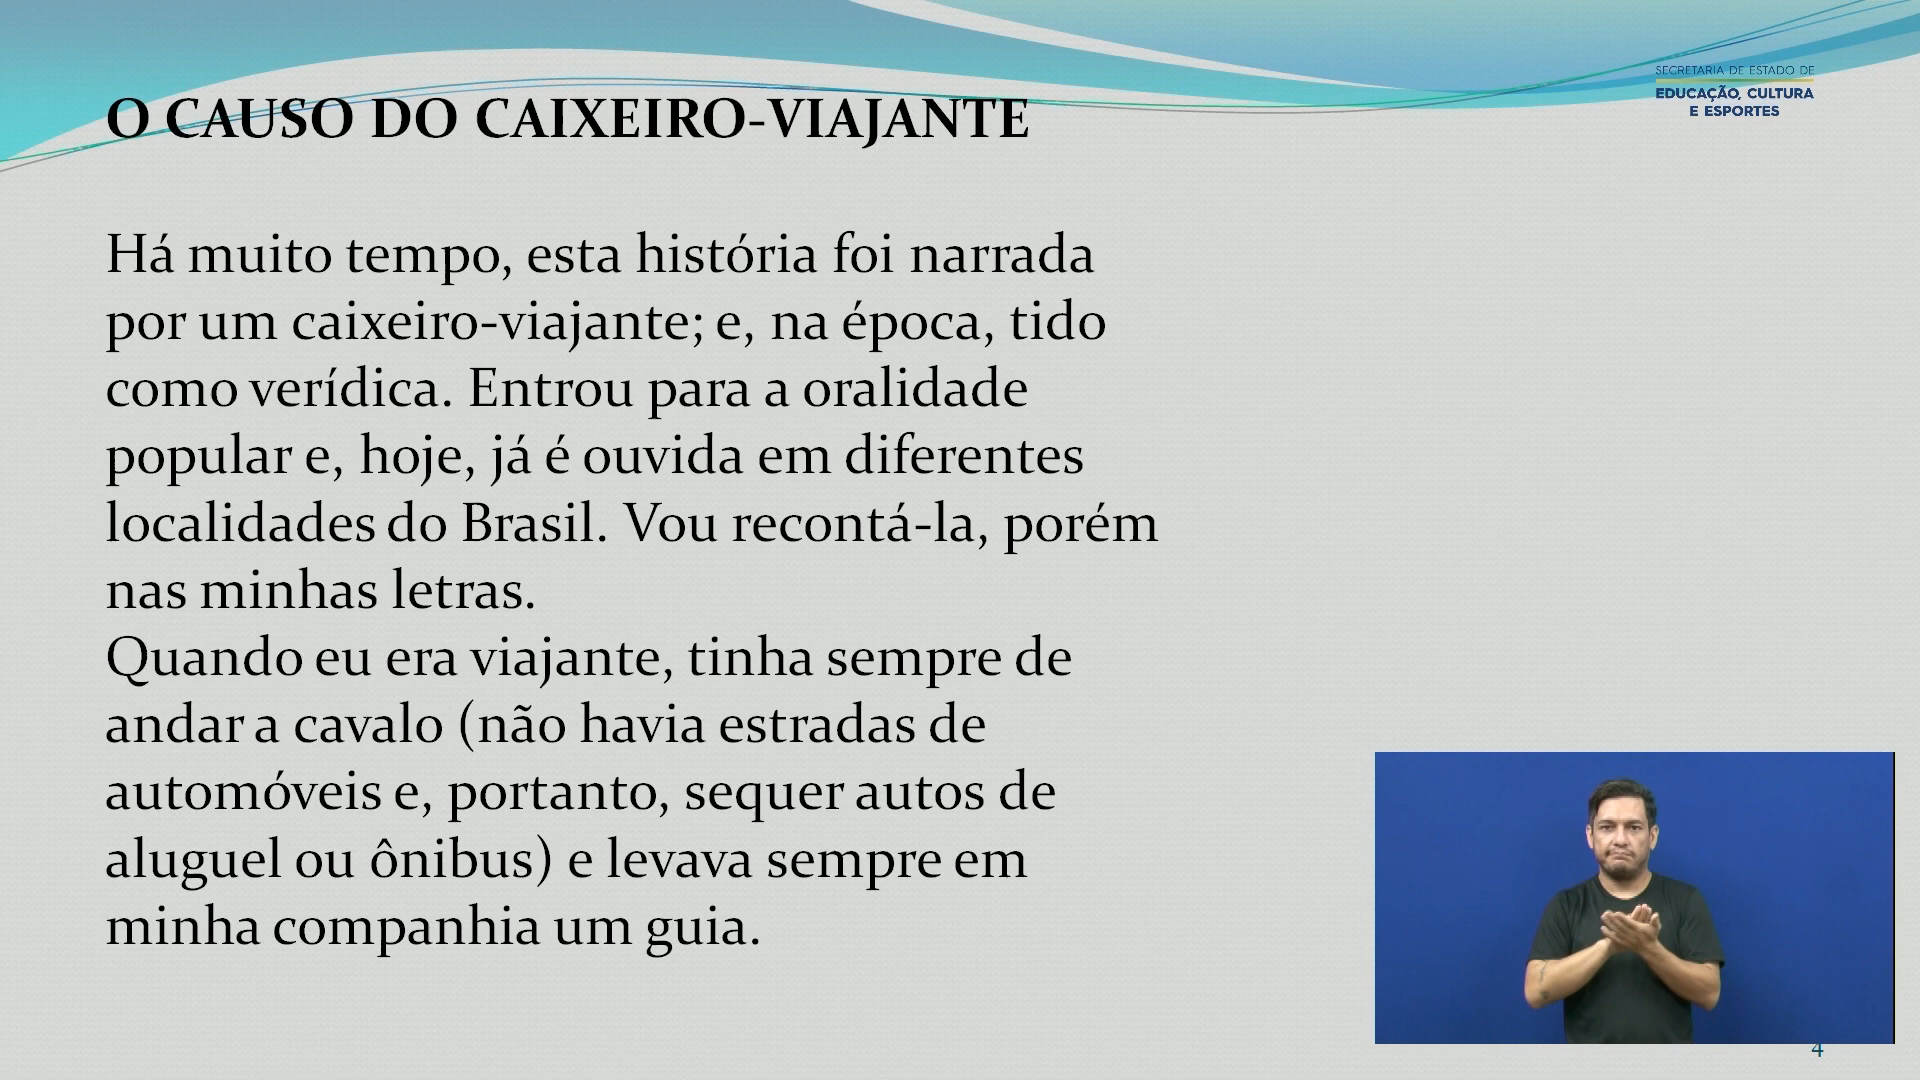 SECRETARIA DE ESTADO DE
EDUCAÇÃO, CULTURA
E ESPORTES
O CAUSO DO CAIXEIRO-VIAJANTE
Há muito tempo, esta história foi narrada
por um caixeiro-viajante; e, na época, tido
como verídica. Entrou para a oralidade
popular e, hoje, já é ouvida em diferentes
localidades do Brasil. Vou recontá-la, porém
nas minhas letras.
Quando eu era viajante, tinha sempre de
andar a cavalo (não havia estradas de
automóveis e, portanto, sequer autos de
aluguel ou ônibus) e levava sempre em
minha companhia um guia.
4